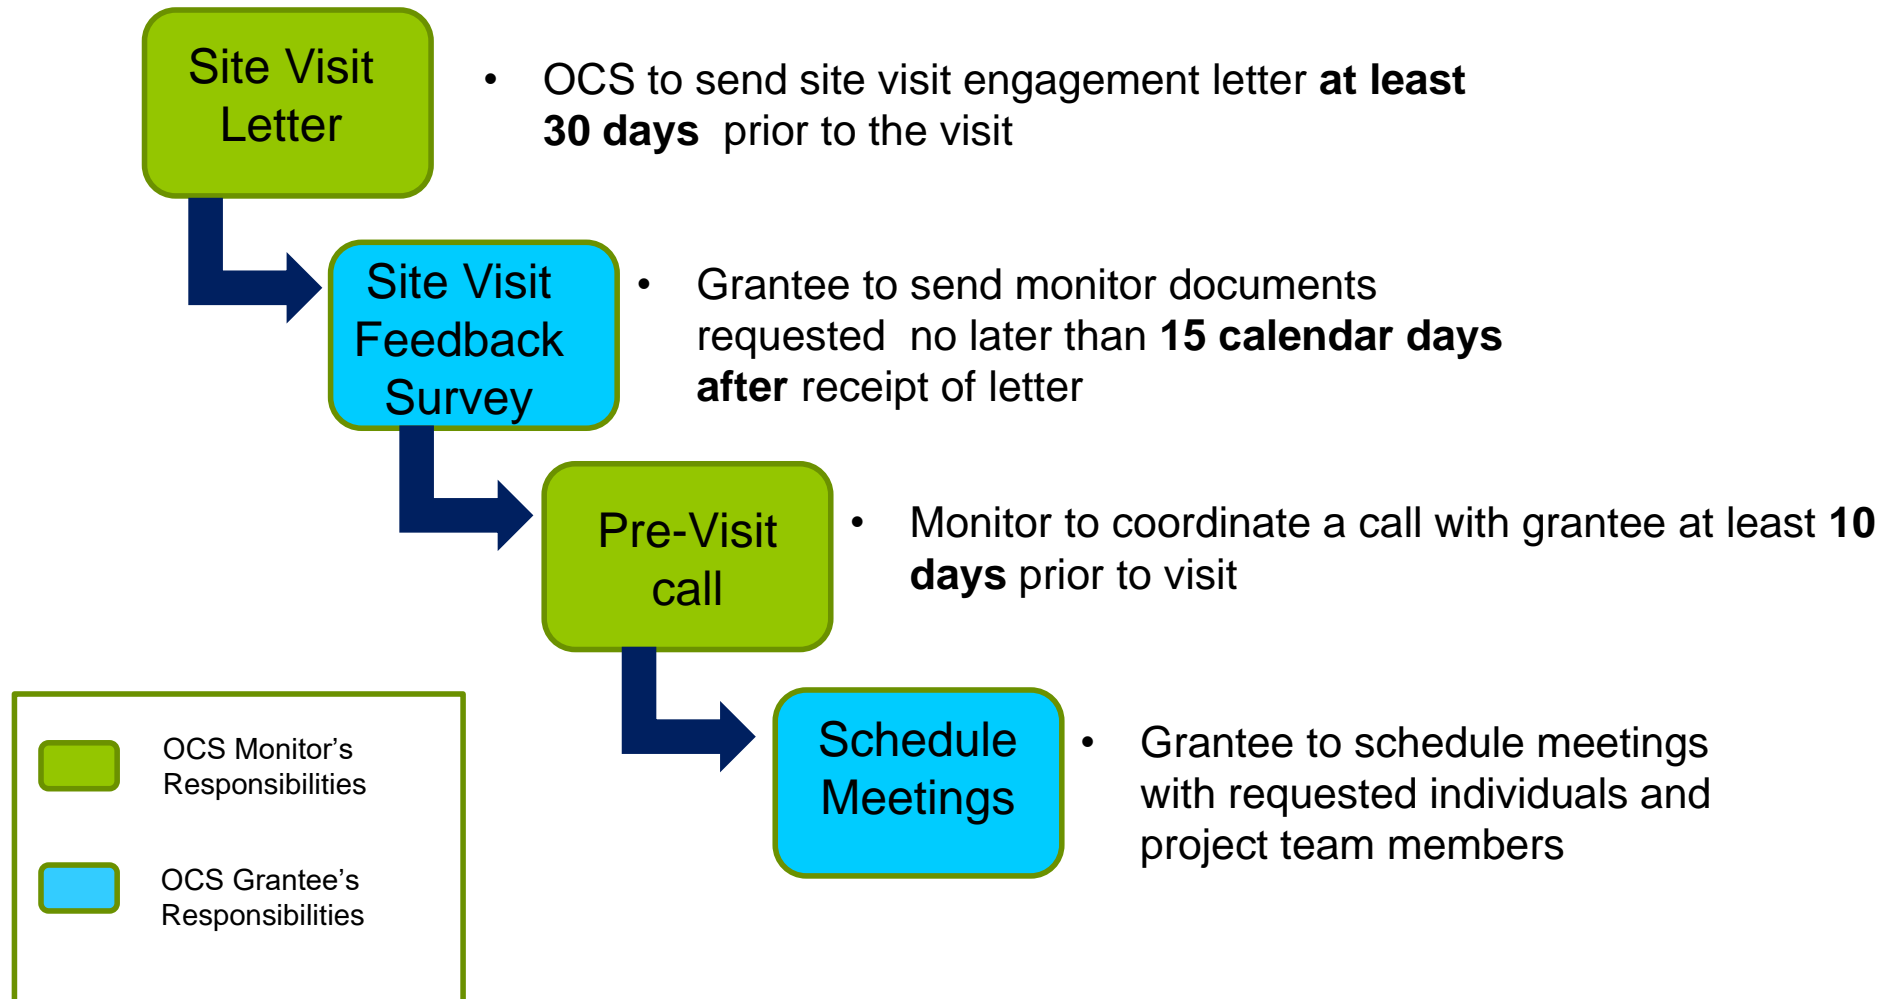 Site Visit
Letter
• OCS to send site visit engagement letter at least
30 days prior to the visit
Site Visit
Feedback
Survey
• Grantee to send monitor documents
requested no later than 15 calendar days
after receipt of letter
Pre-Visit
call
• Monitor to coordinate a call with grantee at least 10
days prior to visit
Schedule
Meetings
• Grantee to schedule meetings
with requested individuals and
project team members
OCS Monitor’s
Responsibilities
OCS Grantee’s
Responsibilities